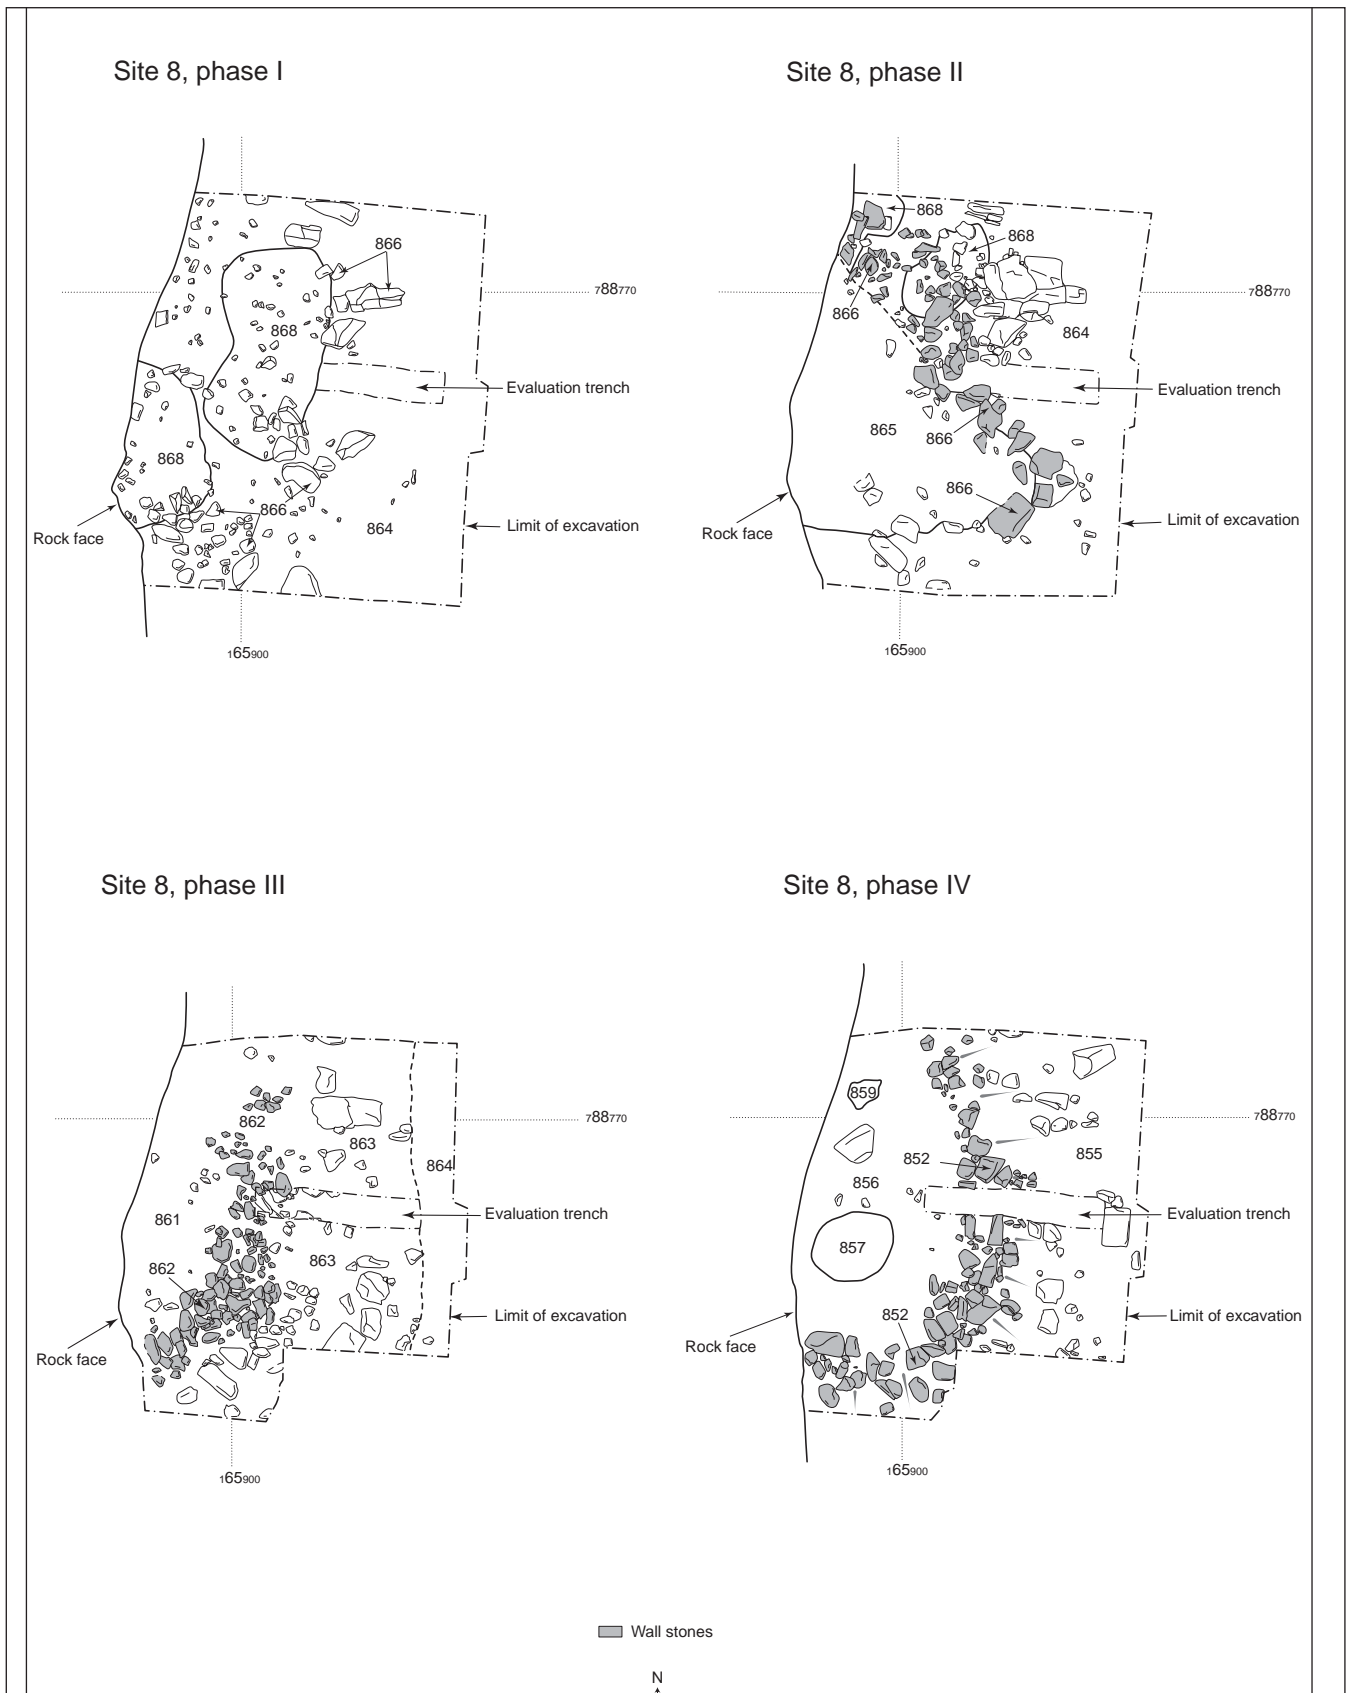 Site 8, phase I
866
788770
868
Evaluation trench
868
866
864
Rock face
Limit of excavation
165900
Site 8, phase II
868
868
788770
866
864
Evaluation trench
865
866
866
Rock face
Limit of excavation
165900
Site 8, phase III
862
788770
863
864
861
Evaluation trench
862
863
Limit of excavation
Rock face
165900
Site 8, phase IV
859
788770
852
855
856
Evaluation trench
857
852
Limit of excavation
Rock face
165900
Wall stones
N